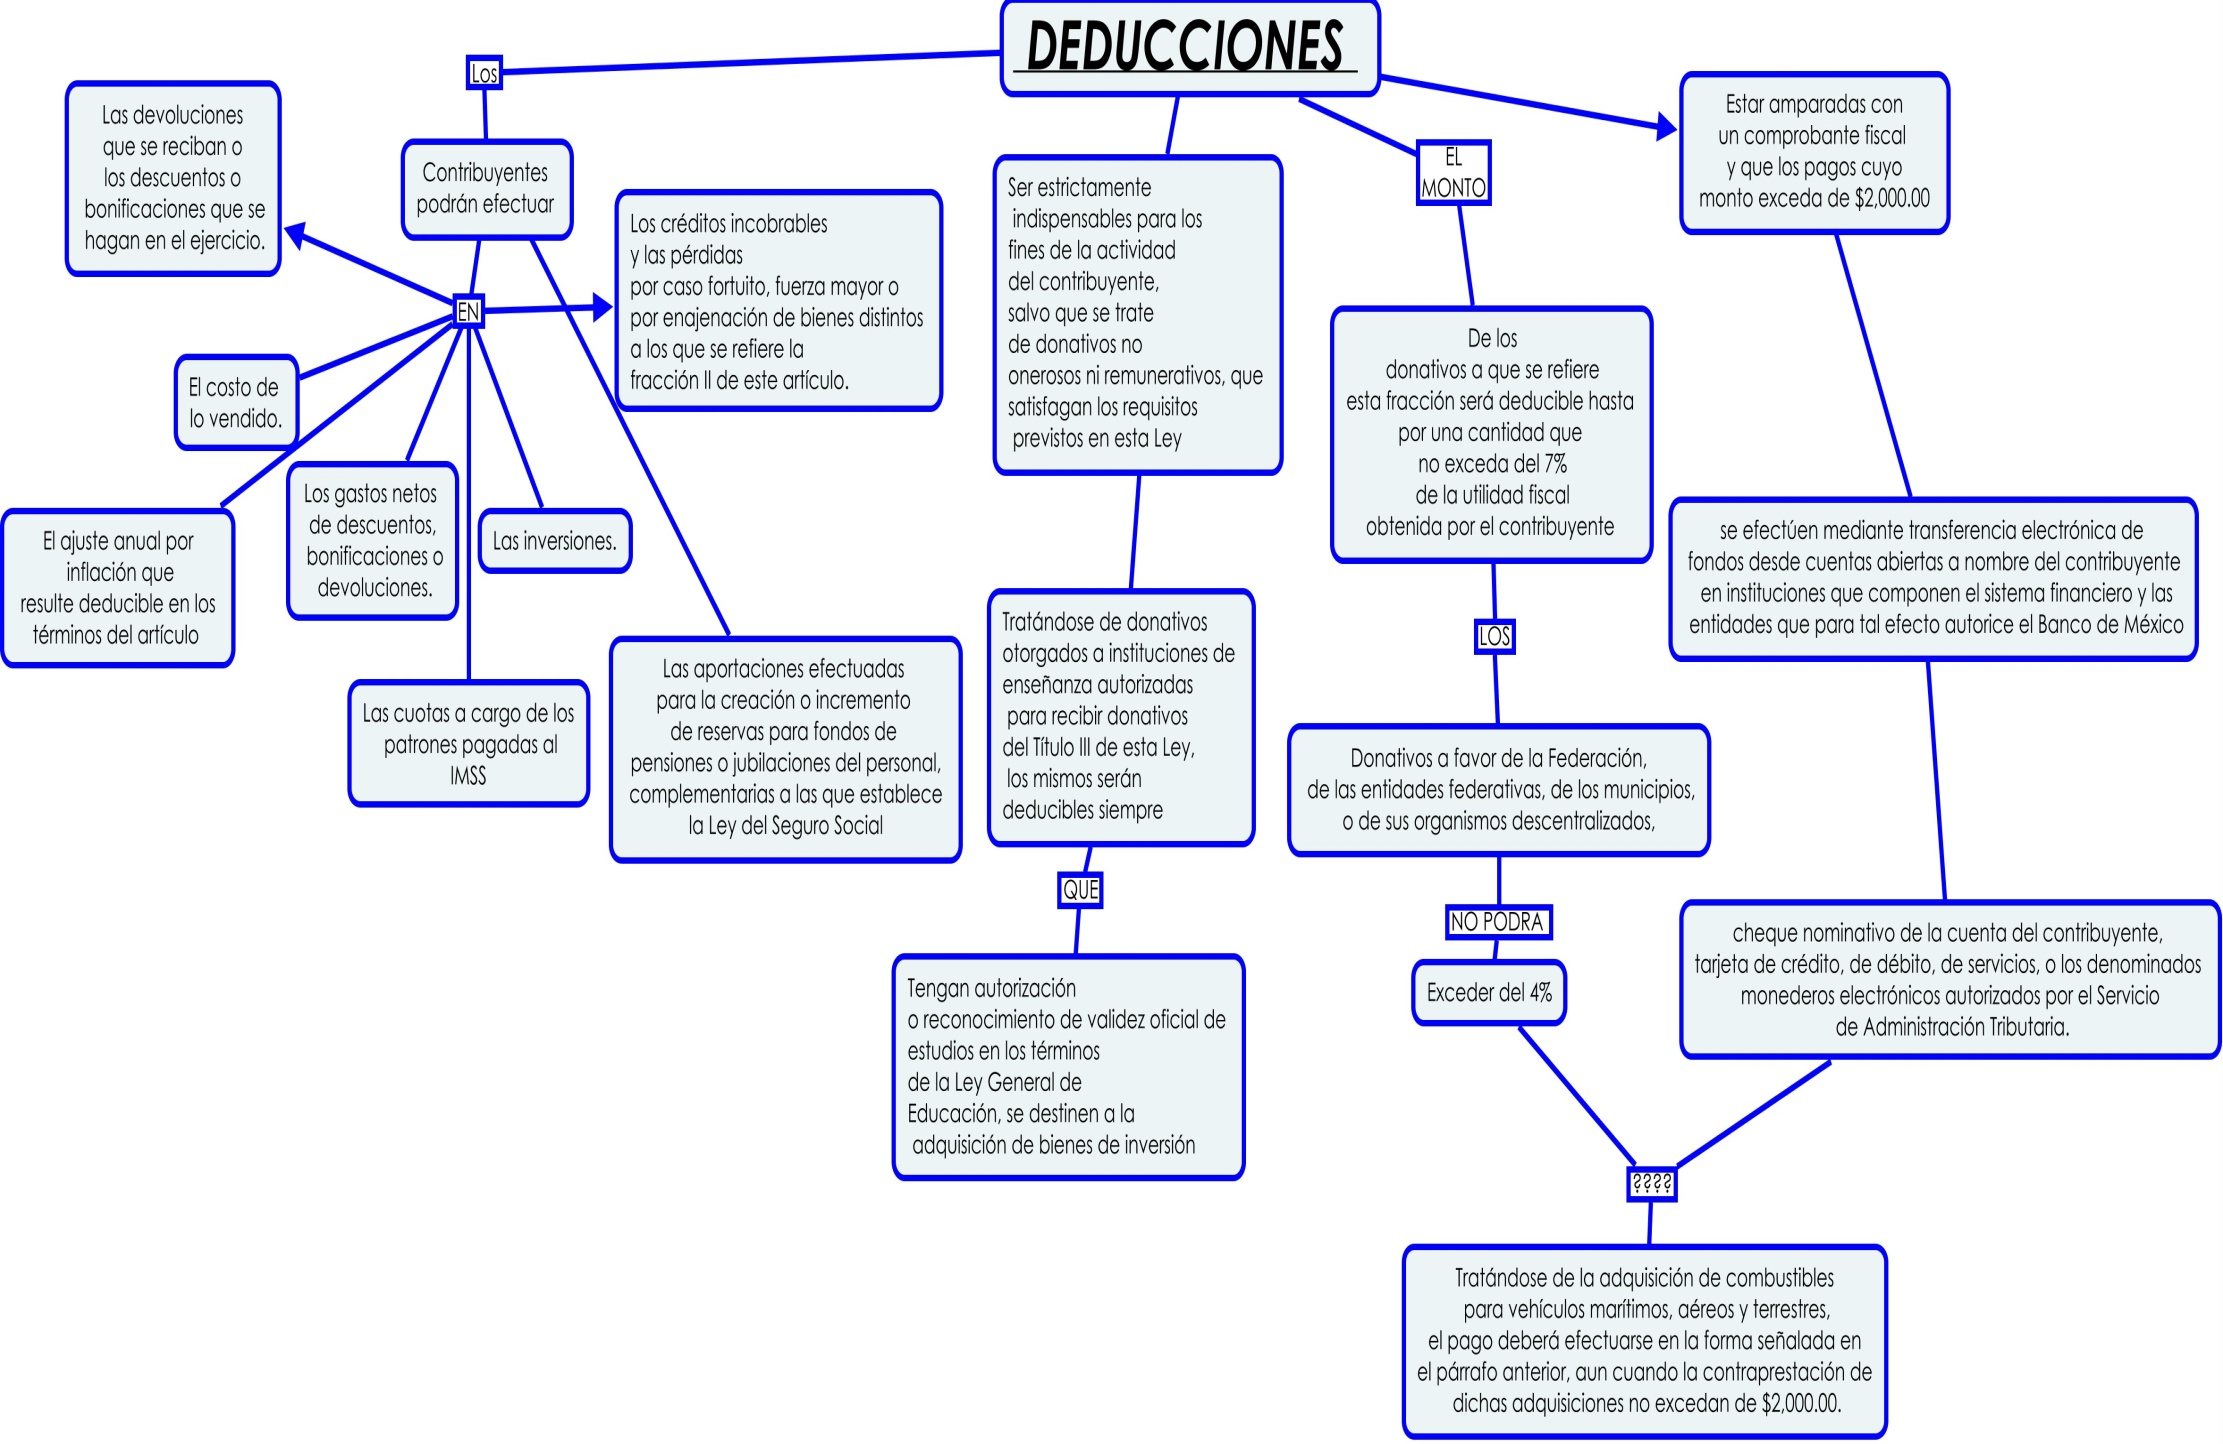 DEDUCCIONES
Los
Contribuyentes
podrán efectuar
EN
Las devoluciones
que se reciban o
los descuentos o
bonificaciones que se
hagan en el ejercicio.
Los créditos incobrables
y las pérdidas
por caso fortuito, fuerza mayor o
por enajenación de bienes distintos
a los que se refiere la
fracción II de este artículo.
El costo de
lo vendido.
El ajuste anual por
inflación que
resulte deducible en los
términos del artículo
Los gastos netos
de descuentos,
bonificaciones o
devoluciones.
Las inversiones.
Las cuotas a cargo de los
patrones pagadas al
IMSS
Las aportaciones efectuadas
para la creación o incremento
de reservas para fondos de
pensiones o jubilaciones del personal,
complementarias a las que establece
la Ley del Seguro Social
Ser estrictamente
indispensables para los
fines de la actividad
del contribuyente,
salvo que se trate
de donativos no
onerosos ni remunerativos, que
satisfagan los requisitos
previstos en esta Ley
Tratándose de donativos
otorgados a instituciones de
enseñanza autorizadas
para recibir donativos
del Título III de esta Ley,
los mismos serán
deducibles siempre
QUE
Tengan autorización
o reconocimiento de validez oficial de
estudios en los términos
de la Ley General de
Educación, se destinen a la
adquisición de bienes de inversión
EL
MONTO
De los
donativos a que se refiere
esta fracción será deducible hasta
por una cantidad que
no exceda del 7%
de la utilidad fiscal
obtenida por el contribuyente
LOS
Donativos a favor de la Federación,
de las entidades federativas, de los municipios,
o de sus organismos descentralizados,
NO PODRA
Exceder del 4%
Estar amparadas con
un comprobante fiscal
y que los pagos cuyo
monto exceda de $2,000.00
se efectúen mediante transferencia electrónica de
fondos desde cuentas abiertas a nombre del contribuyente
en instituciones que componen el sistema financiero y las
entidades que para tal efecto autorice el Banco de México
cheque nominativo de la cuenta del contribuyente,
tarjeta de crédito, de débito, de servicios, o los denominados
monederos electrónicos autorizados por el Servicio
de Administración Tributaria.
????
Tratándose de la adquisición de combustibles
para vehículos marítimos, aéreos y terrestres,
el pago deberá efectuarse en la forma señalada en
el párrafo anterior, aun cuando la contraprestación de
dichas adquisiciones no excedan de $2,000.00.